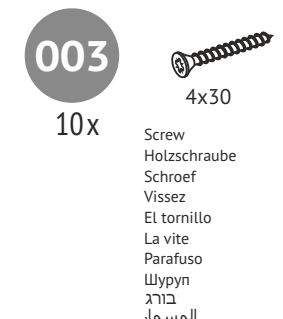 003
10x
4x30
Screw
Holzschraube
Schroef
Vissez
El tornillo
La vite
Parafuso
Шуруп
בורג